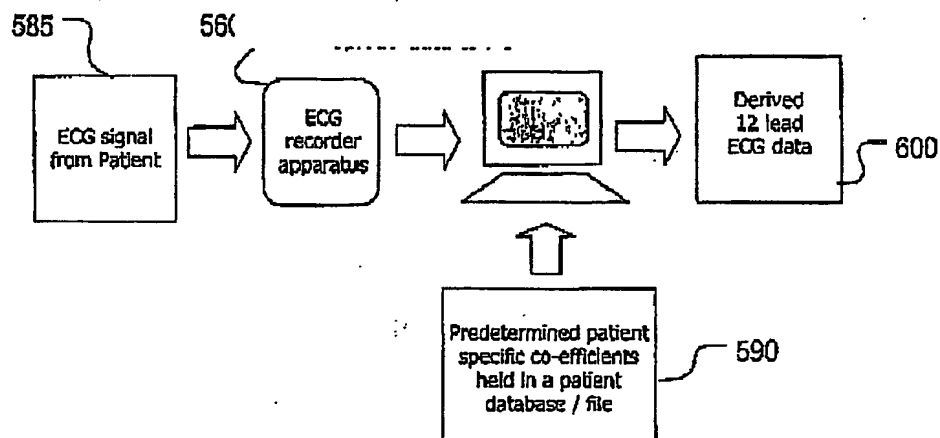 585
56(
ECG signal
from Patient
ECG
recorder
apparatus
Derived
12 lead
ECG data
600
Predetermined patient
specific co-efficients
held in a patient
database / file
590